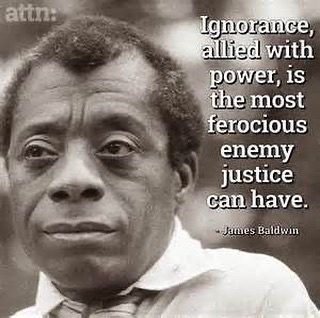 attn:
Ignorance,
allied with
power, is
the most
ferocious
enemy
justice
can have.
- James Baldwin